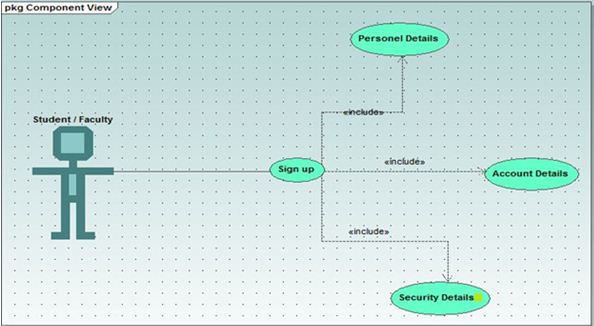 pkg Component View
Personel Details
«include»
Student / Faculty
Sign up
«include»
Account Details
«include»
Security Details